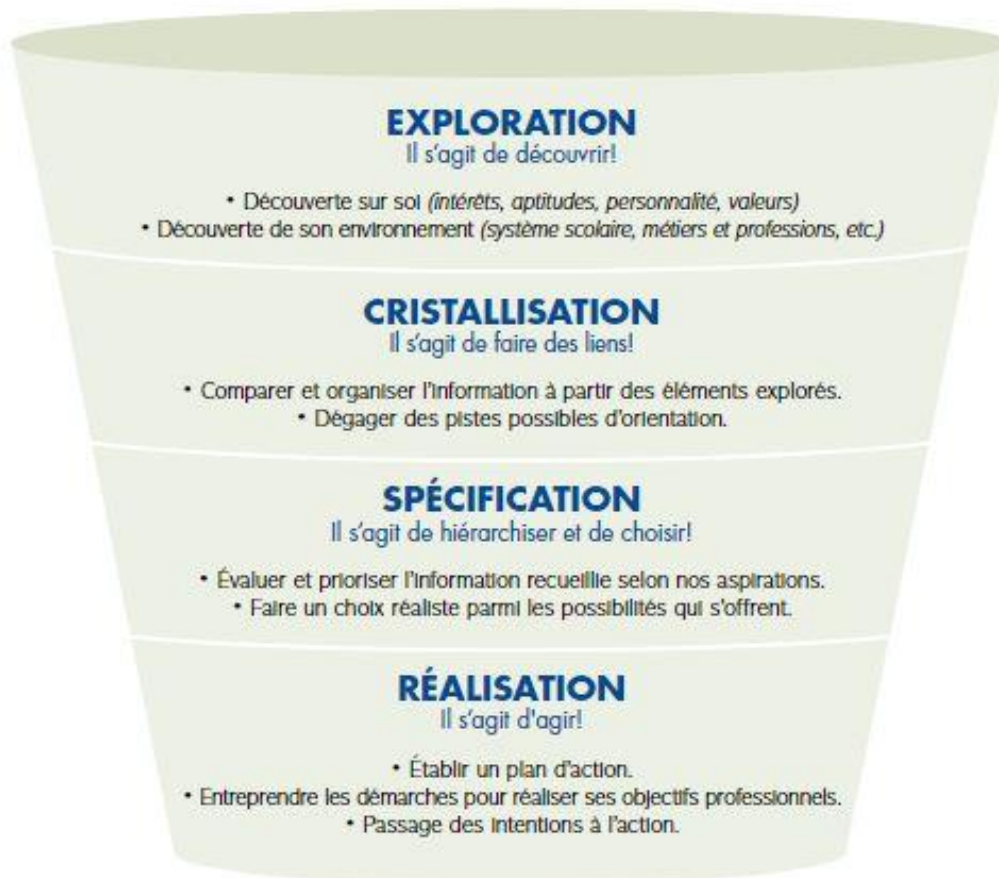 EXPLORATION
Il s'agit de découvrir!
• Découverte sur soi (intérêts, aptitudes, personnalité, valeurs)
• Découverte de son environnement (système scolaire, métiers et professions, etc.)
CRISTALLISATION
Il s'agit de faire des liens!
• Comparer et organiser l'information à partir des éléments explorés.
• Dégager des pistes possibles d'orientation.
SPÉCIFICATION
Il s'agit de hiérarchiser et de choisir!
• Évaluer et prioriser l'information recueillie selon nos aspirations.
• Faire un choix réaliste parmi les possibilités qui s'offrent.
RÉALISATION
Il s'agit d'agir!
• Établir un plan d'action.
• Entreprendre les démarches pour réaliser ses objectifs professionnels.
• Passage des intentions à l'action.